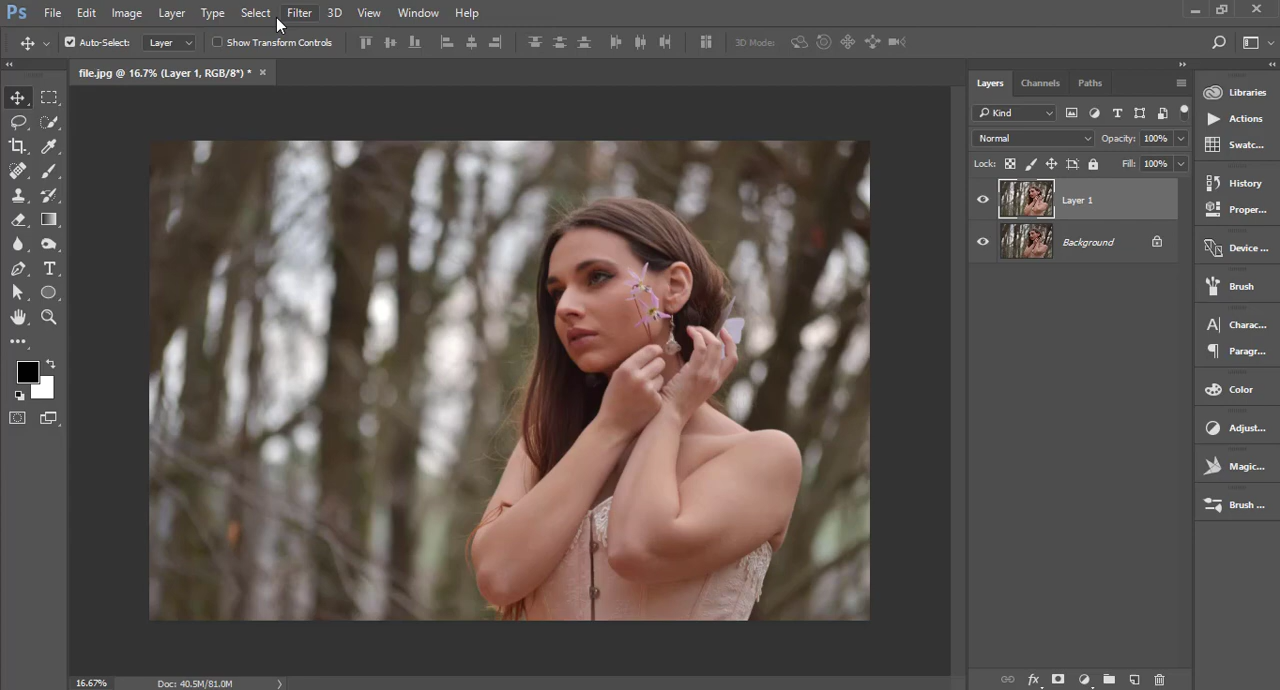 Ps File Edit Image Layer Type Select Filter 3D View Window Help
Auto-Select: Layer Show Transform Controls 3D Mode:
file.jpg @ 16.7% (Layer 1, RGB/8*) * ×
Layers Channels Paths
Kind
Normal Opacity: 100%
Lock: Fill: 100%
Layer 1
Background
Libraries
Actions
Swatc...
History
Proper...
Device ...
Brush
Charac...
Paragr...
Color
Adjust...
Magic...
Brush ...
16.67% Doc: 40.5M/81.0M
fx